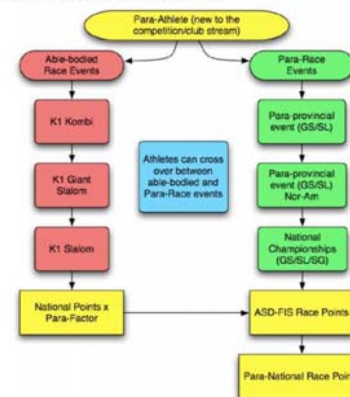 Para-Athlete (new to the
competition/club stream)
Able-bodied
Race Events
Para-Race
Events
K1 Kombi
Para-provincial
event (GS/SL)
Athletes can cross
over between
able-bodied and
Para-Race events
K1 Giant
Slalom
Para-provincial
event (GS/SL)
Nor-Am
K1 Slalom
National
Championships
(GS/SL/SG)
National Points x
Para-Factor
ASD-FIS Race Points
Para-National Race Point